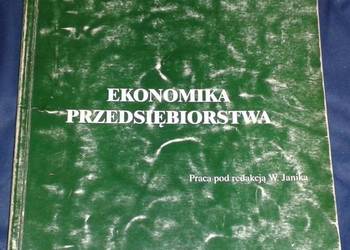 EKONOMIKA
PRZEDSIĘBIORSTWA
Praca pod redakcją W. Janika